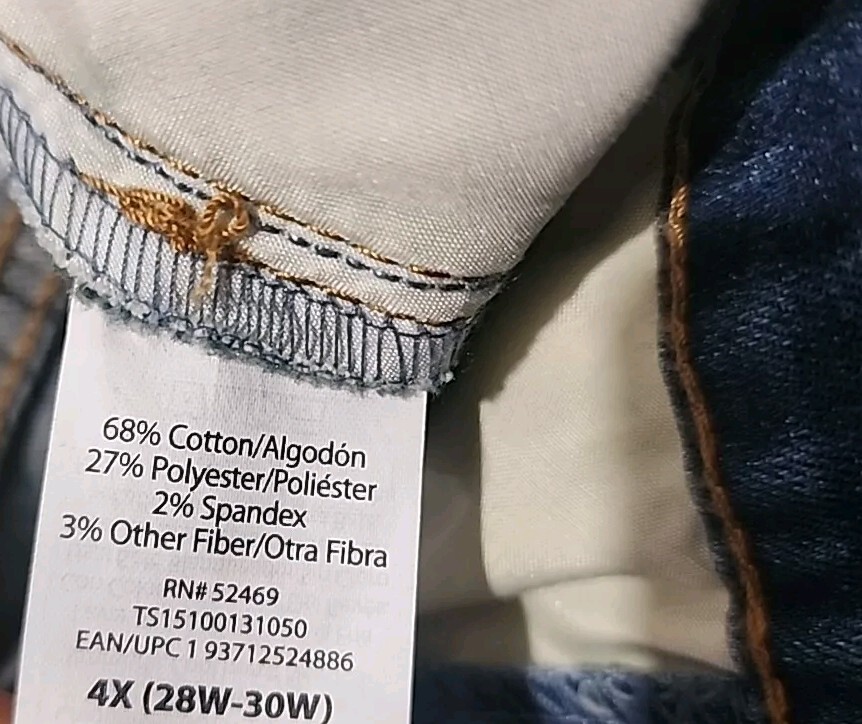 68% Cotton/Algodón
27% Polyester/Poliéster
2% Spandex
3% Other Fiber/Otra Fibra
RN# 52469
TS15100131050
EAN/UPC 1 93712524886
4X (28W-30W)